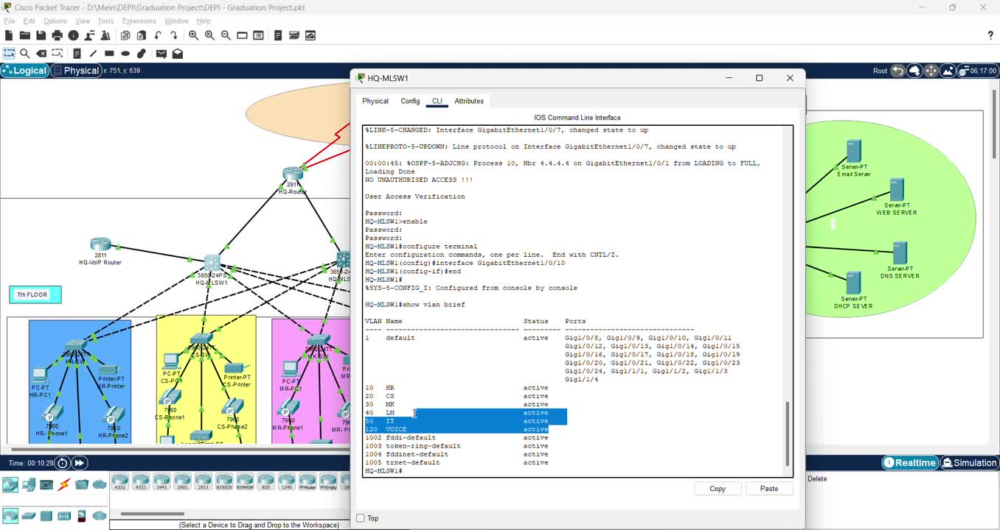 Cisco Packet Tracer - D:\Mein\DEPI\Graduation Project\DEPI - Graduation Project.pkt
File Edit Options View Tools Extensions Window Help
Logical Physical x: 751, y: 639
Root 06:17:00
HQ-MLSW1
Physical Config CLI Attributes
IOS Command Line Interface
%LINK-5-CHANGED: Interface GigabitEthernet1/0/7, changed state to up
%LINEPROTO-5-UPDOWN: Line protocol on Interface GigabitEthernet1/0/7, changed state to up
00:00:45: %OSPF-5-ADJCHG: Process 10, Nbr 4.4.4.4 on GigabitEthernet1/0/1 from LOADING to FULL,
Loading Done
NO UNAUTHURISED ACCESS !!!
User Access Verification
Password:
HQ-MLSW1>enable
Password:
Password:
HQ-MLSW1#configure terminal
Enter configuration commands, one per line. End with CNTL/Z.
HQ-MLSW1(config)#interface GigabitEthernet1/0/10
HQ-MLSW1(config-if)#end
HQ-MLSW1#
%SYS-5-CONFIG_I: Configured from console by console
HQ-MLSW1#show vlan brief
VLAN Name Status Ports
1 default active Gig1/0/8, Gig1/0/9, Gig1/0/10, Gig1/0/11
Gig1/0/12, Gig1/0/13, Gig1/0/14, Gig1/0/15
Gig1/0/16, Gig1/0/17, Gig1/0/18, Gig1/0/19
Gig1/0/20, Gig1/0/21, Gig1/0/22, Gig1/0/23
Gig1/0/24, Gig1/1/1, Gig1/1/2, Gig1/1/3
Gig1/1/4
10 HR active
20 CS active
30 MK active
40 LM active
50 IT active
120 VOICE active
1002 fddi-default active
1003 token-ring-default active
1004 fddinet-default active
1005 trnet-default active
HQ-MLSW1#
Copy Paste
Top
2911
HQ-Router
2811
HQ-VoIP Router
3650-24PS
HQ-MLSW1
7th FLOOR
2960-24TT
HR-SW
PC-PT
HR-PC1
Printer-PT
HR-Printer
7960
HR- Phone1
7960
HR-Phone2
CS-SW
PC-PT
CS-PC1
Printer-PT
CS-Printer
7960
CS-Phone1
7960
CS-Phone2
2960-24TT
MK-SW
PC-PT
MR-PC1
7960
MR-Phone1
Server-PT
Email Server
Server-PT
WEB SERVER
Server-PT
DNS SERVER
Server-PT
DHCP SEVER
Time: 00:10:28
Realtime Simulation
4331 4321 1941 2901 2911 819IOX 819HGW 829 1240 PT-Router PT-Empty
(Select a Device to Drag and Drop to the Workspace)
Delete